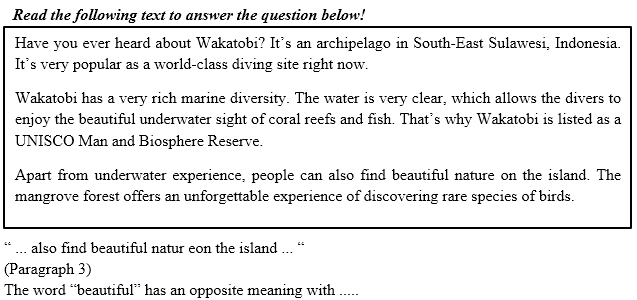 Read the following text to answer the question below!
Have you ever heard about Wakatobi? It's an archipelago in South-East Sulawesi, Indonesia.
It's very popular as a world-class diving site right now.
Wakatobi has a very rich marine diversity. The water is very clear, which allows the divers to
enjoy the beautiful underwater sight of coral reefs and fish. That's why Wakatobi is listed as a
UNISCO Man and Biosphere Reserve.
Apart from underwater experience, people can also find beautiful nature on the island. The
mangrove forest offers an unforgettable experience of discovering rare species of birds.
“ ... also find beautiful natur eon the island ... “
(Paragraph 3)
The word “beautiful” has an opposite meaning with .....